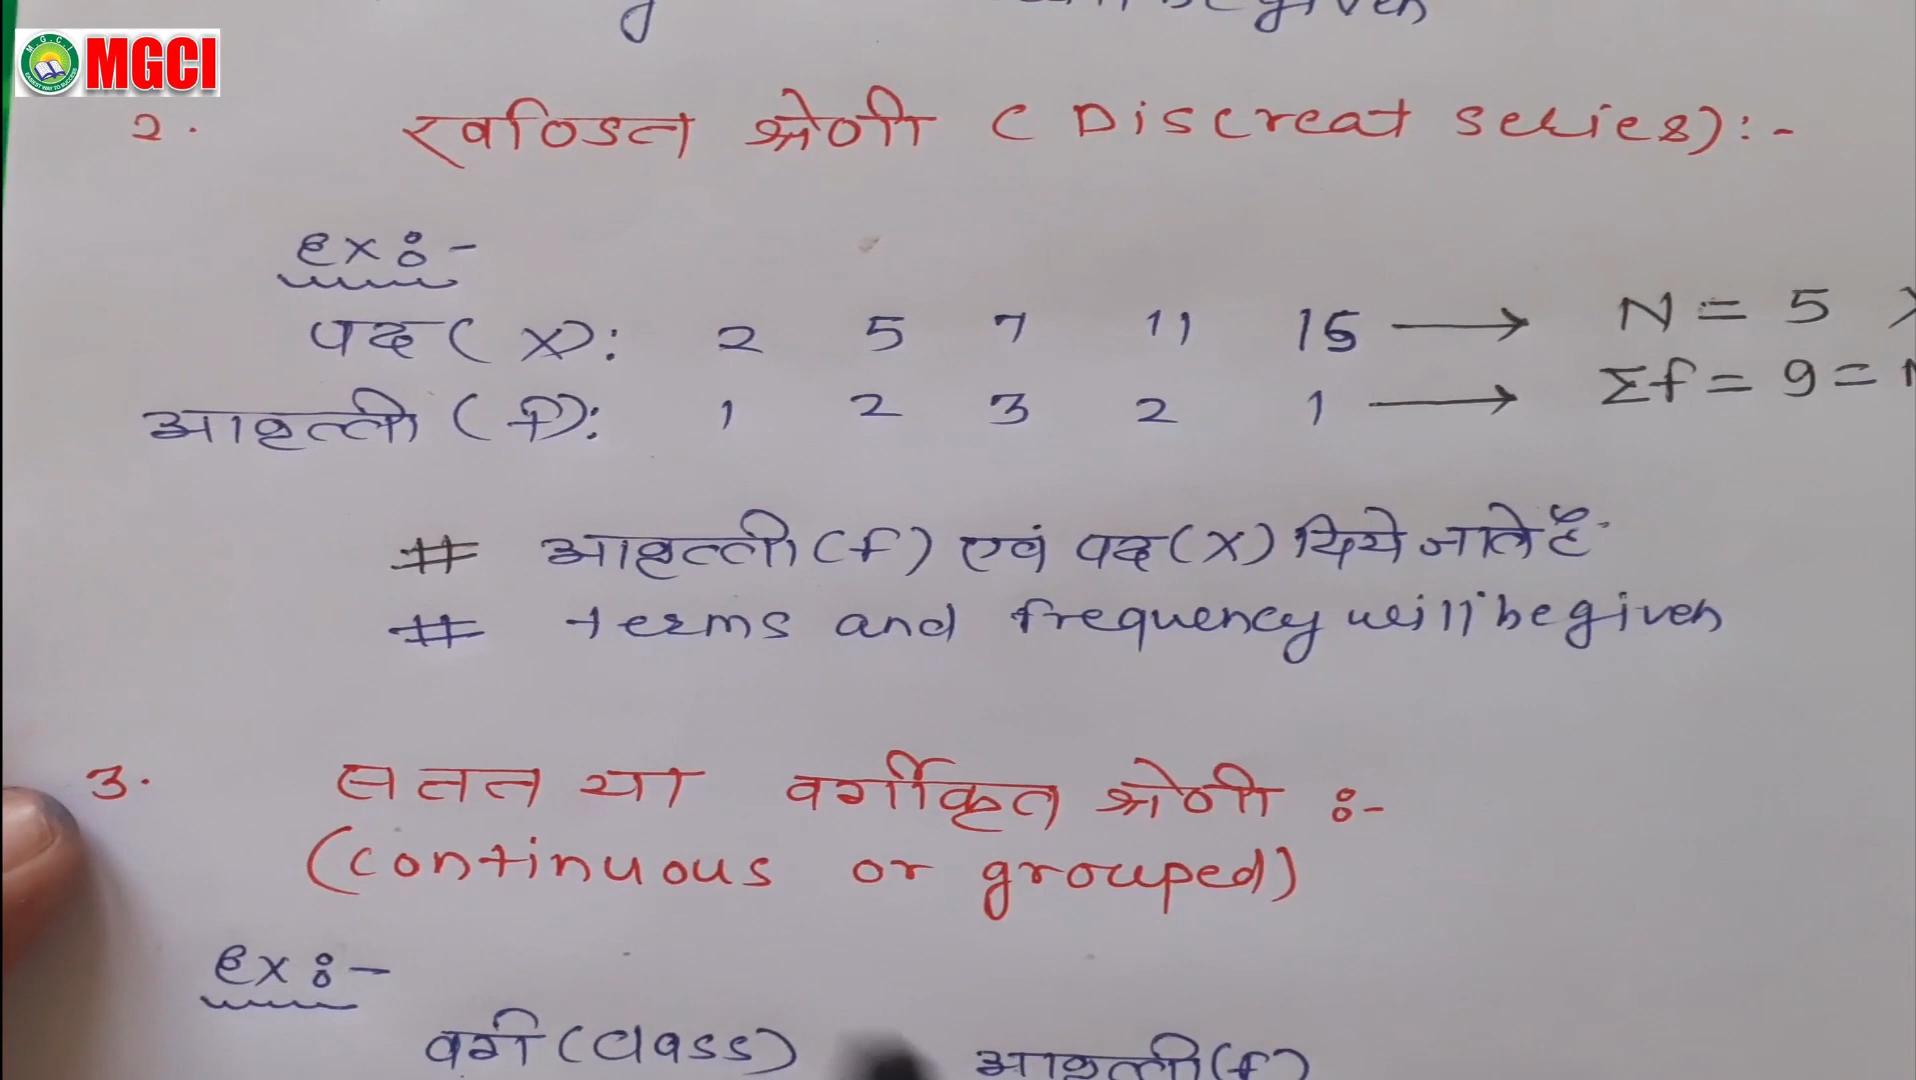 be given
MGCI
2. खण्डित श्रेणी (Discreat series):-
ex:-
पद (x): 2 5 7 11 15 → N = 5
आवृत्ती (f): 1 2 3 2 1 → Σf = 9 =
# आवृत्ती (f) एवं पद (x) दिये जाते हैं.
# terms and frequency will be given
3. सतत या वर्गीकृत श्रेणी :-
(continuous or grouped)
ex:-
वर्ग (class) आवृत्ती (f)